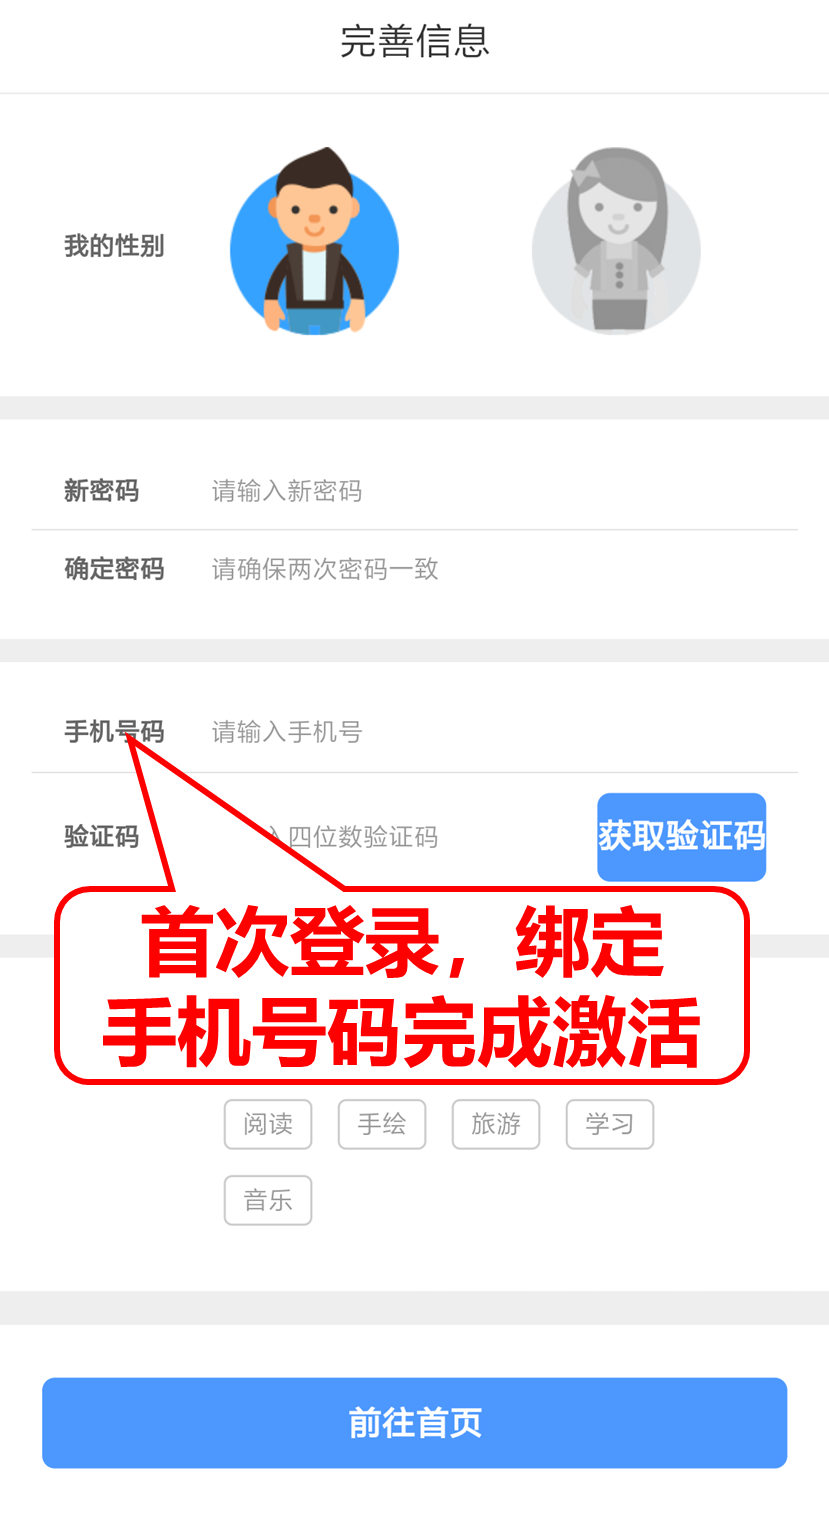 完善信息
我的性别
新密码 请输入新密码
确定密码 请确保两次密码一致
手机号码 请输入手机号
验证码 入四位数验证码 获取验证码
首次登录，绑定
手机号码完成激活
阅读 手绘 旅游 学习
音乐
前往首页